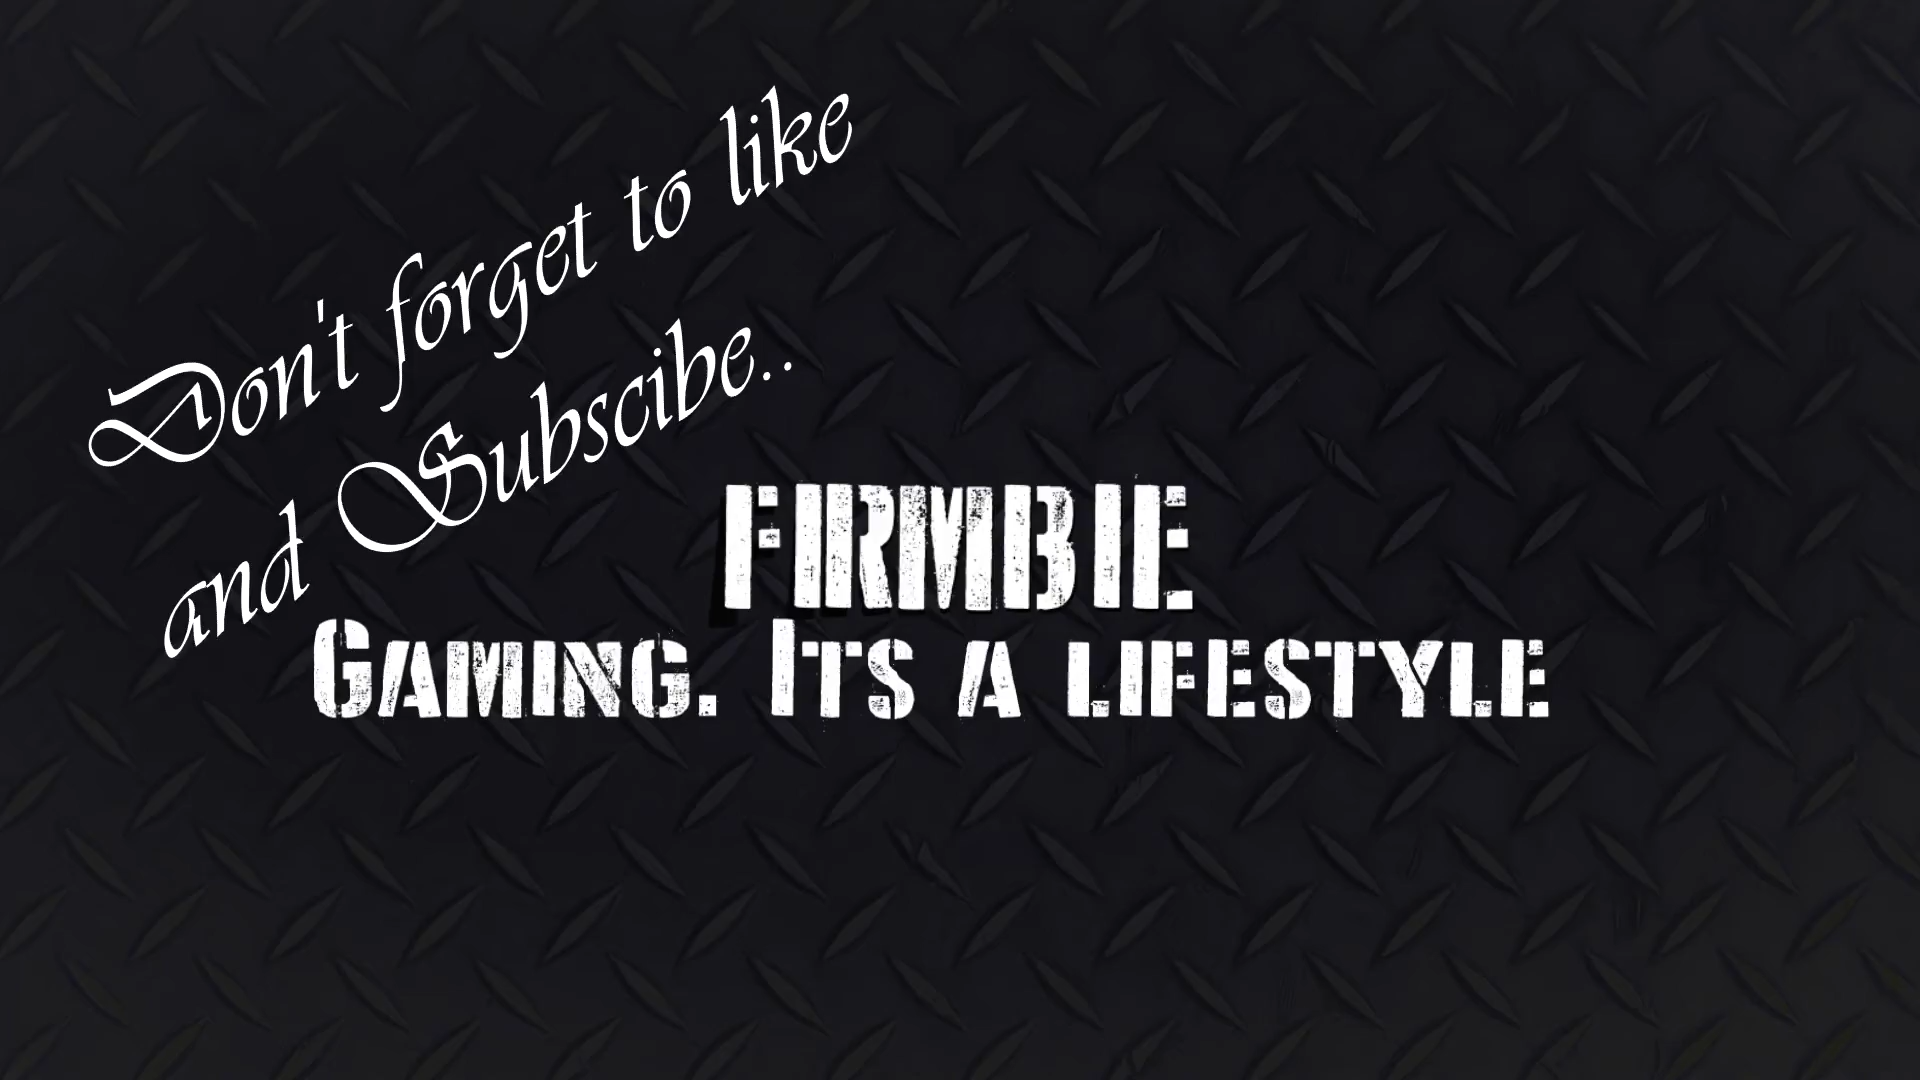 Don't forget to like
and Subscibe..
FIRMBIE
Gaming. Its a lifestyle